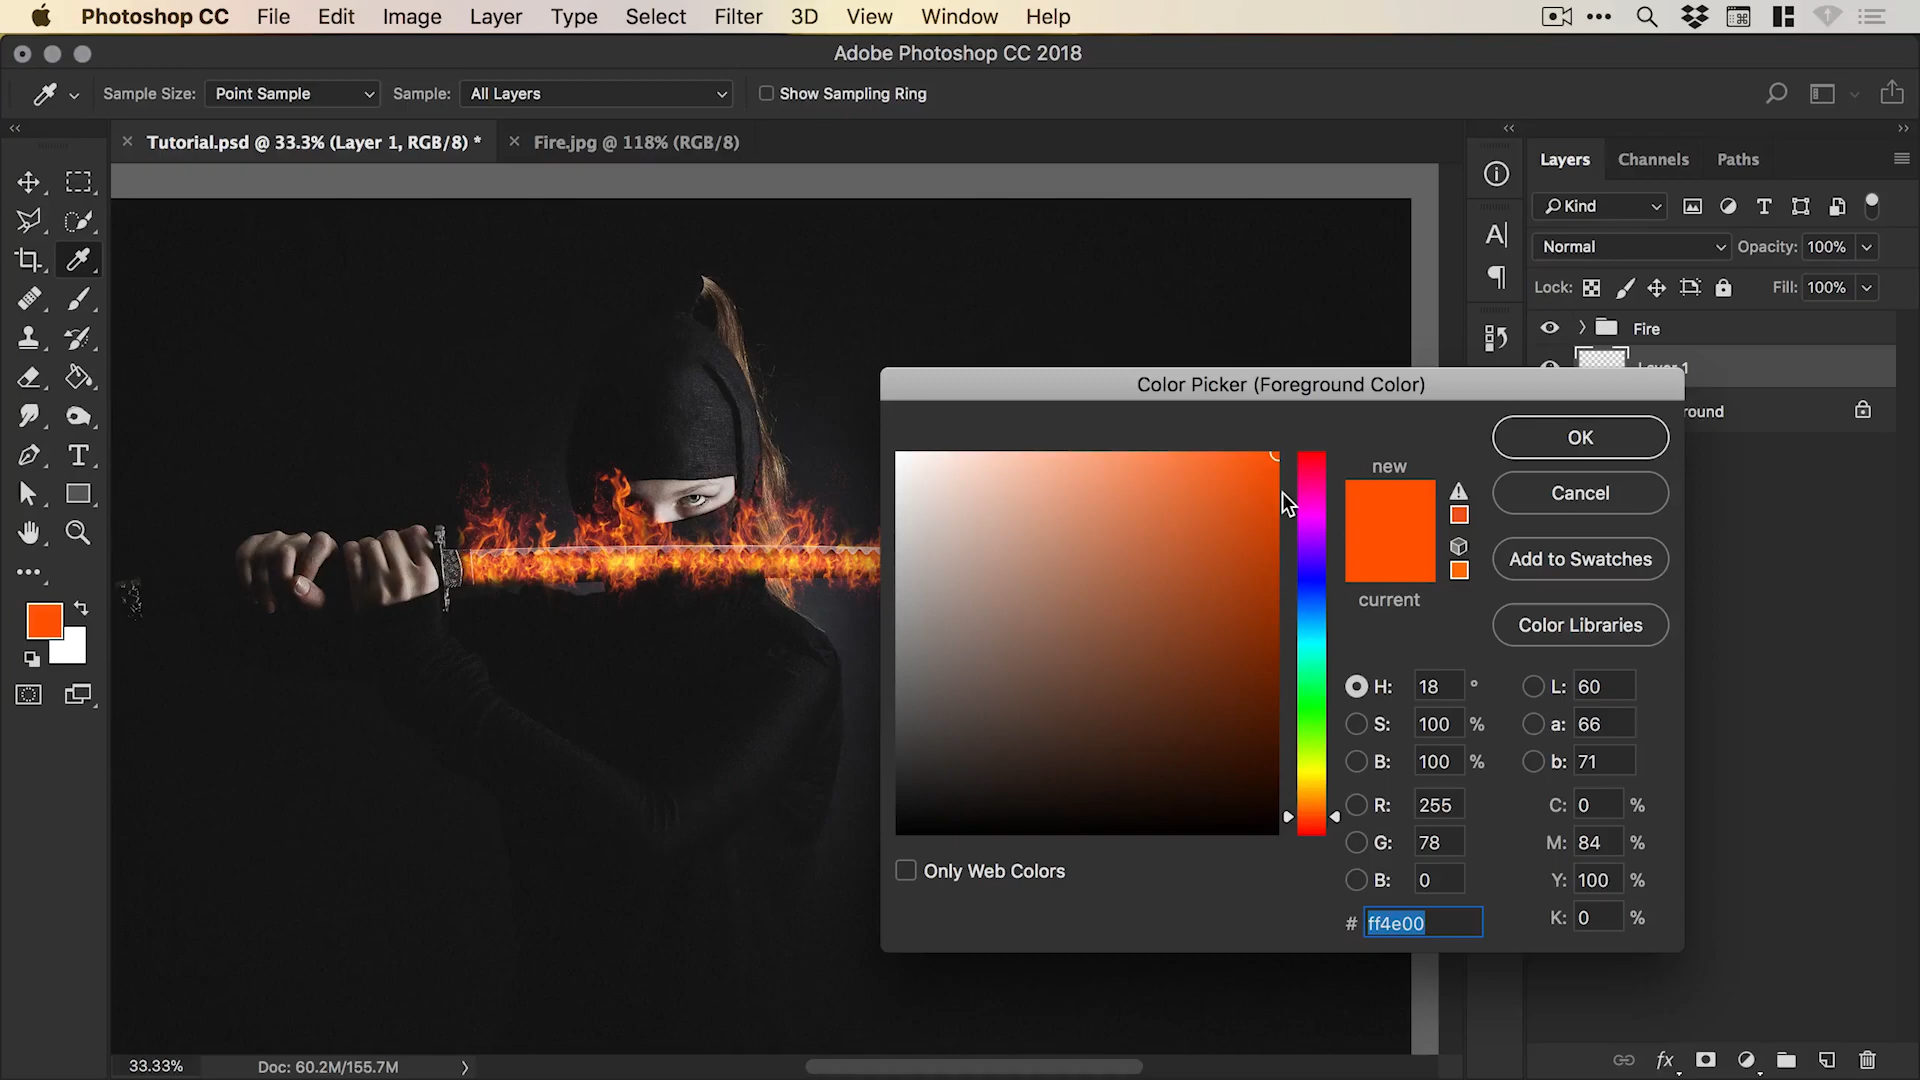 Photoshop CC File Edit Image Layer Type Select Filter 3D View Window Help
Adobe Photoshop CC 2018
Sample Size: Point Sample Sample: All Layers Show Sampling Ring
Tutorial.psd @ 33.3% (Layer 1, RGB/8) * Fire.jpg @ 118% (RGB/8)
Layers Channels Paths
Kind
Normal Opacity: 100%
Lock: Fill: 100%
Fire
Layer 1
round
Color Picker (Foreground Color)
new
current
OK
Cancel
Add to Swatches
Color Libraries
H: 18 ° L: 60
S: 100 % a: 66
B: 100 % b: 71
R: 255 C: 0 %
G: 78 M: 84 %
B: 0 Y: 100 %
# ff4e00 K: 0 %
Only Web Colors
33.33% Doc: 60.2M/155.7M
fx